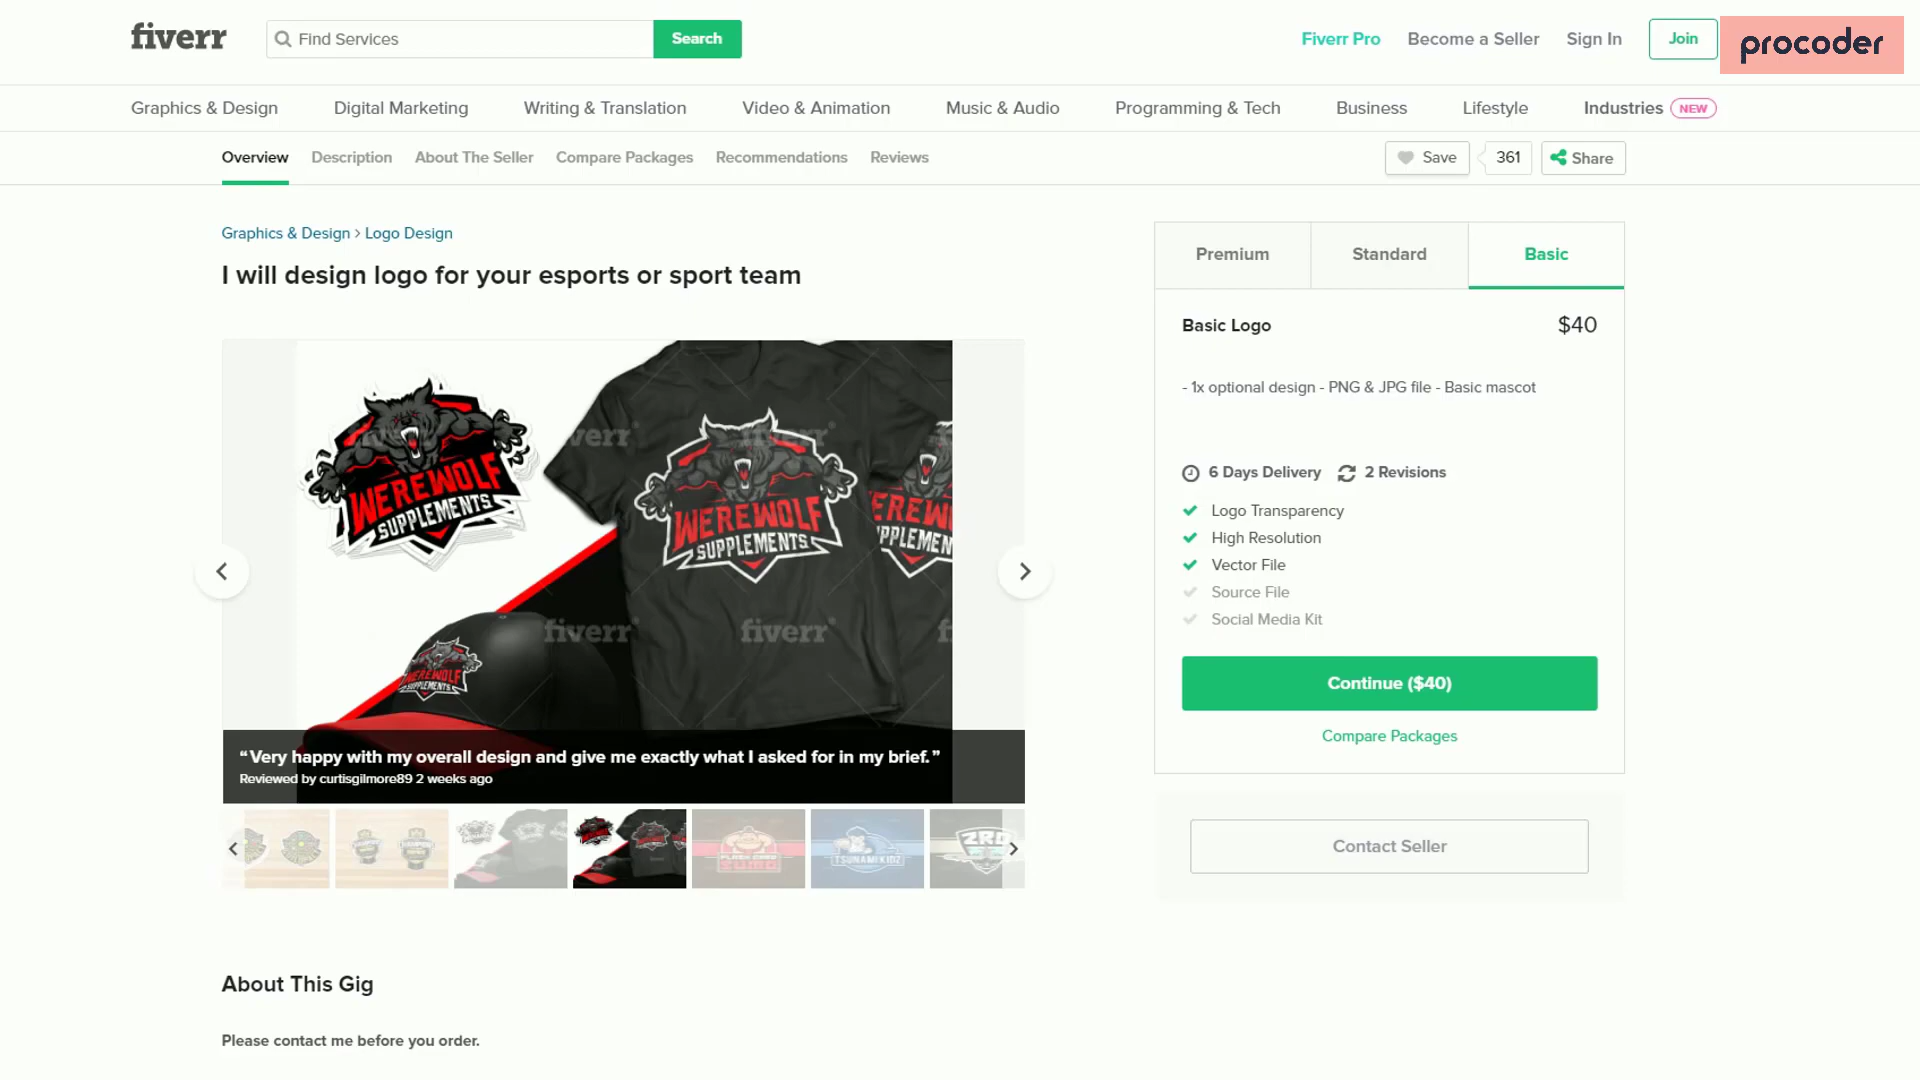 fiverr
Find Services
Search
Fiverr Pro
Become a Seller
Sign In
Join
procoder
Graphics & Design
Digital Marketing
Writing & Translation
Video & Animation
Music & Audio
Programming & Tech
Business
Lifestyle
Industries NEW
Overview
Description
About The Seller
Compare Packages
Recommendations
Reviews
Save
361
Share
Graphics & Design > Logo Design
I will design logo for your esports or sport team
WEREWOLF
SUPPLEMENTS
WEREWOLF
SUPPLEMENTS
WEREWOLF
SUPPLEMENTS
fiverr
fiverr
“Very happy with my overall design and give me exactly what I asked for in my brief.”
Reviewed by curtisgilmore89 2 weeks ago
TSUNAMI KIDZ
ZRO
Premium
Standard
Basic
Basic Logo
$40
- 1x optional design - PNG & JPG file - Basic mascot
6 Days Delivery
2 Revisions
Logo Transparency
High Resolution
Vector File
Source File
Social Media Kit
Continue ($40)
Compare Packages
Contact Seller
About This Gig
Please contact me before you order.